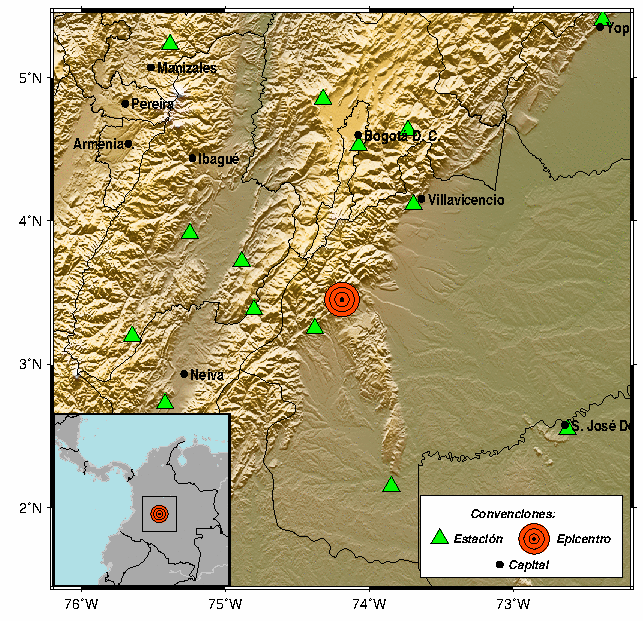 Yop
5°N
Manizales
Pereira
Bogotá D. C.
Armenia
Ibagué
4°N
Villavicencio
3°N
Neiva
S. José De
2°N
Convenciones:
Estación
Epicentro
Capital
76°W
75°W
74°W
73°W